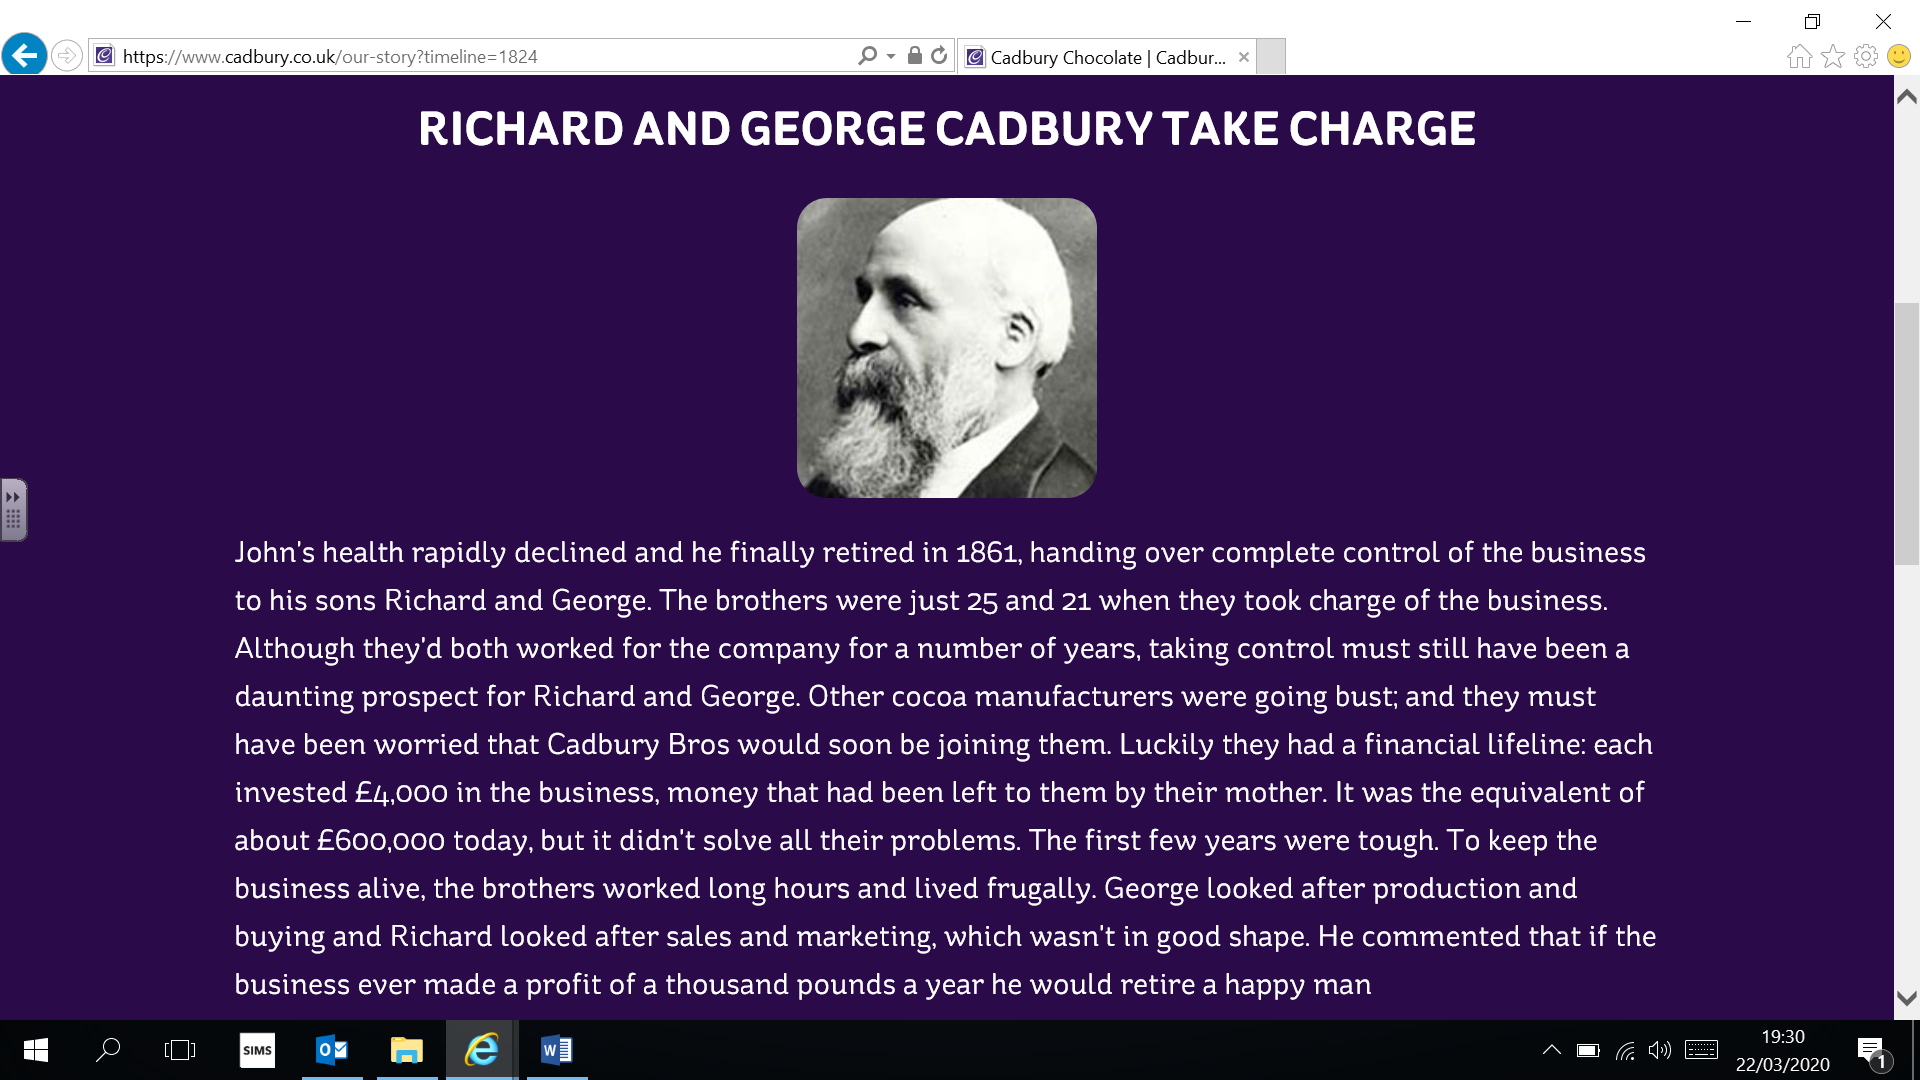 https://www.cadbury.co.uk/our-story?timeline=1824
Cadbury Chocolate | Cadbur...
RICHARD AND GEORGE CADBURY TAKE CHARGE
John's health rapidly declined and he finally retired in 1861, handing over complete control of the business
to his sons Richard and George. The brothers were just 25 and 21 when they took charge of the business.
Although they'd both worked for the company for a number of years, taking control must still have been a
daunting prospect for Richard and George. Other cocoa manufacturers were going bust; and they must
have been worried that Cadbury Bros would soon be joining them. Luckily they had a financial lifeline: each
invested £4,000 in the business, money that had been left to them by their mother. It was the equivalent of
about £600,000 today, but it didn't solve all their problems. The first few years were tough. To keep the
business alive, the brothers worked long hours and lived frugally. George looked after production and
buying and Richard looked after sales and marketing, which wasn't in good shape. He commented that if the
business ever made a profit of a thousand pounds a year he would retire a happy man
SIMS
19:30
22/03/2020
1